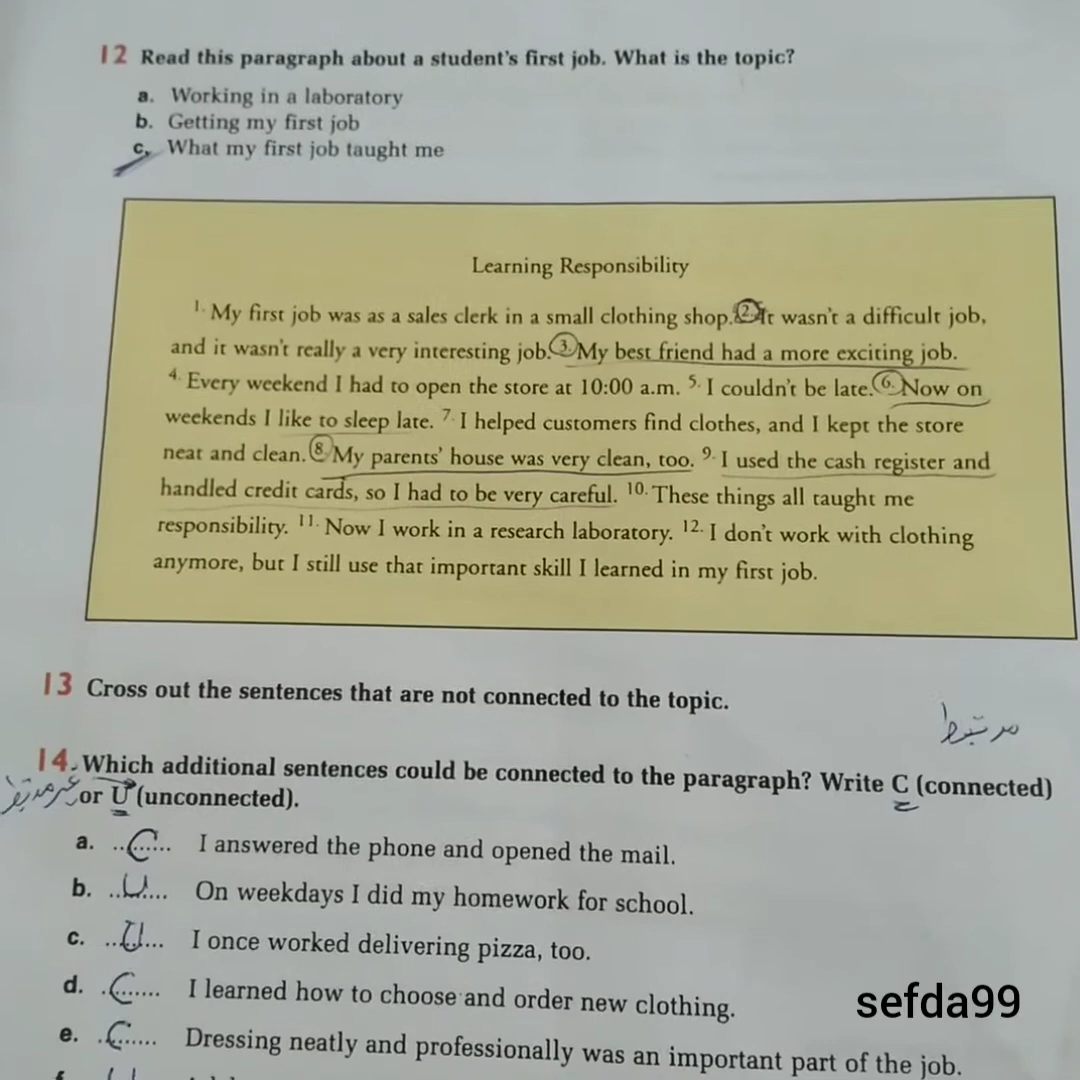 12 Read this paragraph about a student's first job. What is the topic?
a. Working in a laboratory
b. Getting my first job
c. What my first job taught me
Learning Responsibility
1. My first job was as a sales clerk in a small clothing shop. 2. It wasn't a difficult job,
and it wasn't really a very interesting job. 3. My best friend had a more exciting job.
4. Every weekend I had to open the store at 10:00 a.m. 5. I couldn't be late. 6. Now on
weekends I like to sleep late. 7. I helped customers find clothes, and I kept the store
neat and clean. 8. My parents' house was very clean, too. 9. I used the cash register and
handled credit cards, so I had to be very careful. 10. These things all taught me
responsibility. 11. Now I work in a research laboratory. 12. I don't work with clothing
anymore, but I still use that important skill I learned in my first job.
13 Cross out the sentences that are not connected to the topic.
مرتبط
14. Which additional sentences could be connected to the paragraph? Write C (connected)
غیر مرتبط
or U (unconnected).
a. ..C..... I answered the phone and opened the mail.
b. ..U.... On weekdays I did my homework for school.
c. ..U... I once worked delivering pizza, too.
d. .C...... I learned how to choose and order new clothing.
e. .C...... Dressing neatly and professionally was an important part of the job.
sefda99